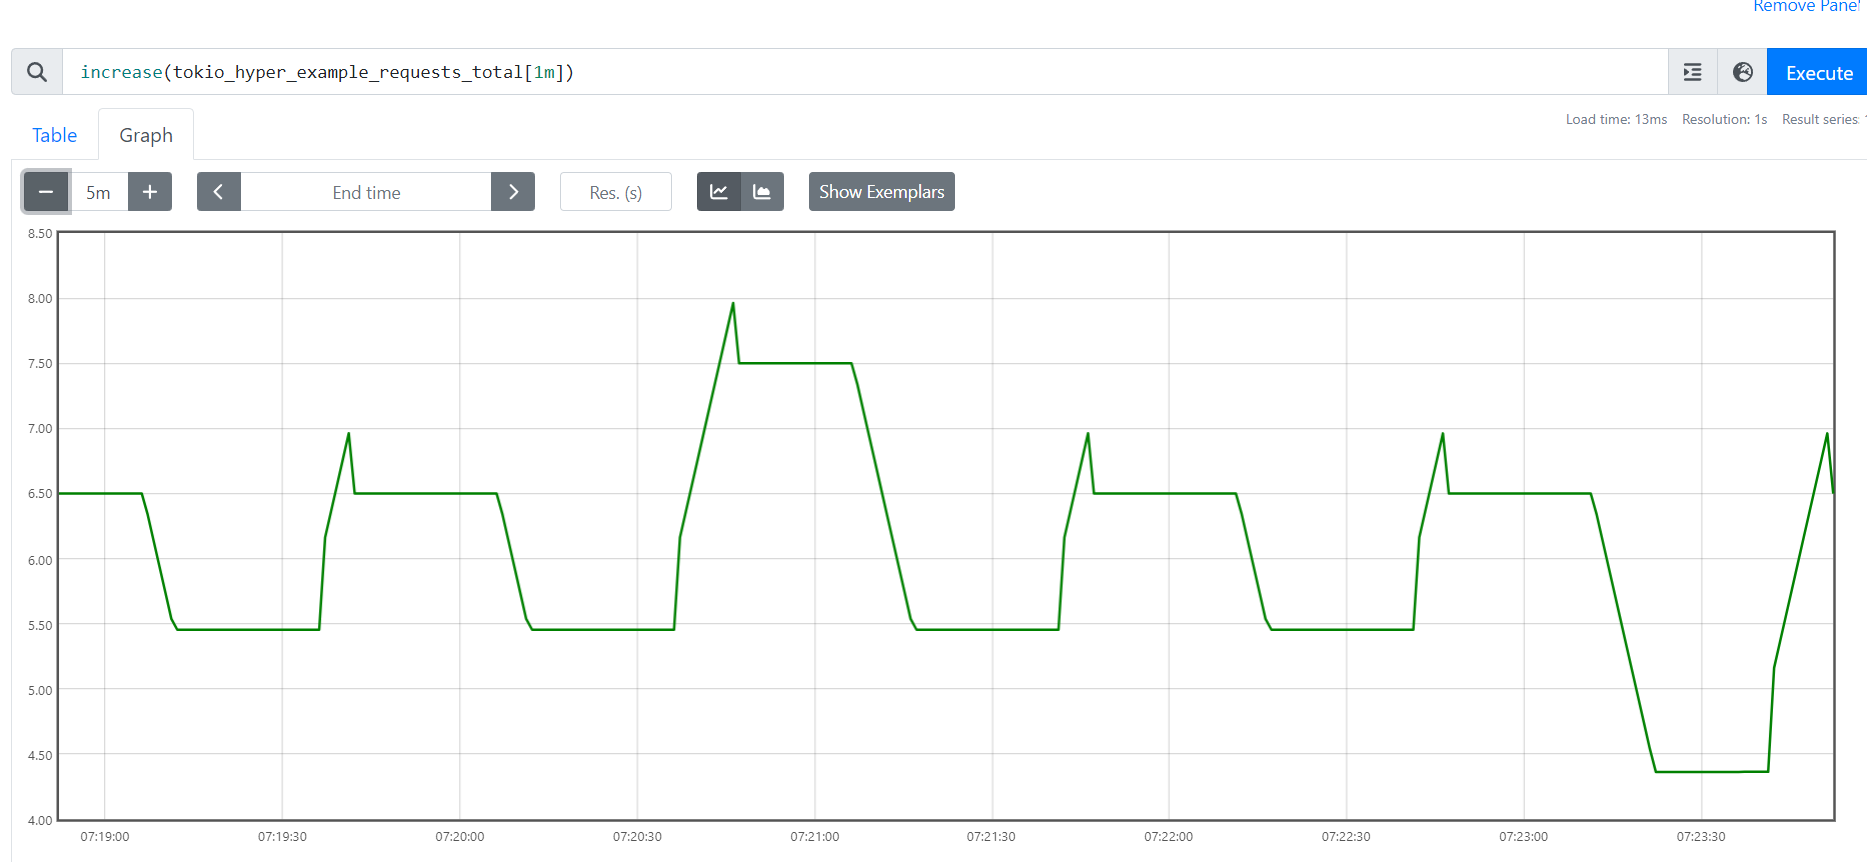 Remove Panel
increase(tokio_hyper_example_requests_total[1m])
Execute
Table
Graph
Load time: 13ms Resolution: 1s Result series:
5m
End time
Res. (s)
Show Exemplars
8.50
8.00
7.50
7.00
6.50
6.00
5.50
5.00
4.50
4.00
07:19:00 07:19:30 07:20:00 07:20:30 07:21:00 07:21:30 07:22:00 07:22:30 07:23:00 07:23:30